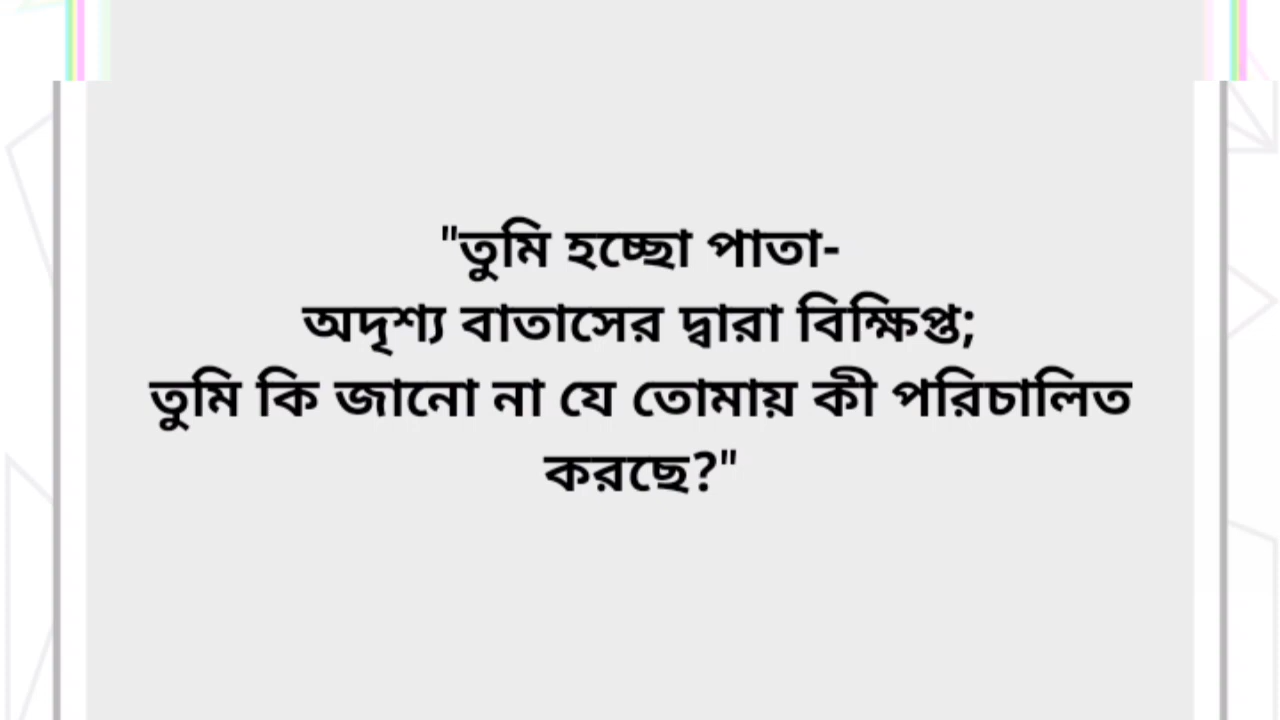 "তুমি হচ্ছো পাতা-
অদৃশ্য বাতাসের দ্বারা বিক্ষিপ্ত;
তুমি কি জানো না যে তোমায় কী পরিচালিত
করছে?"